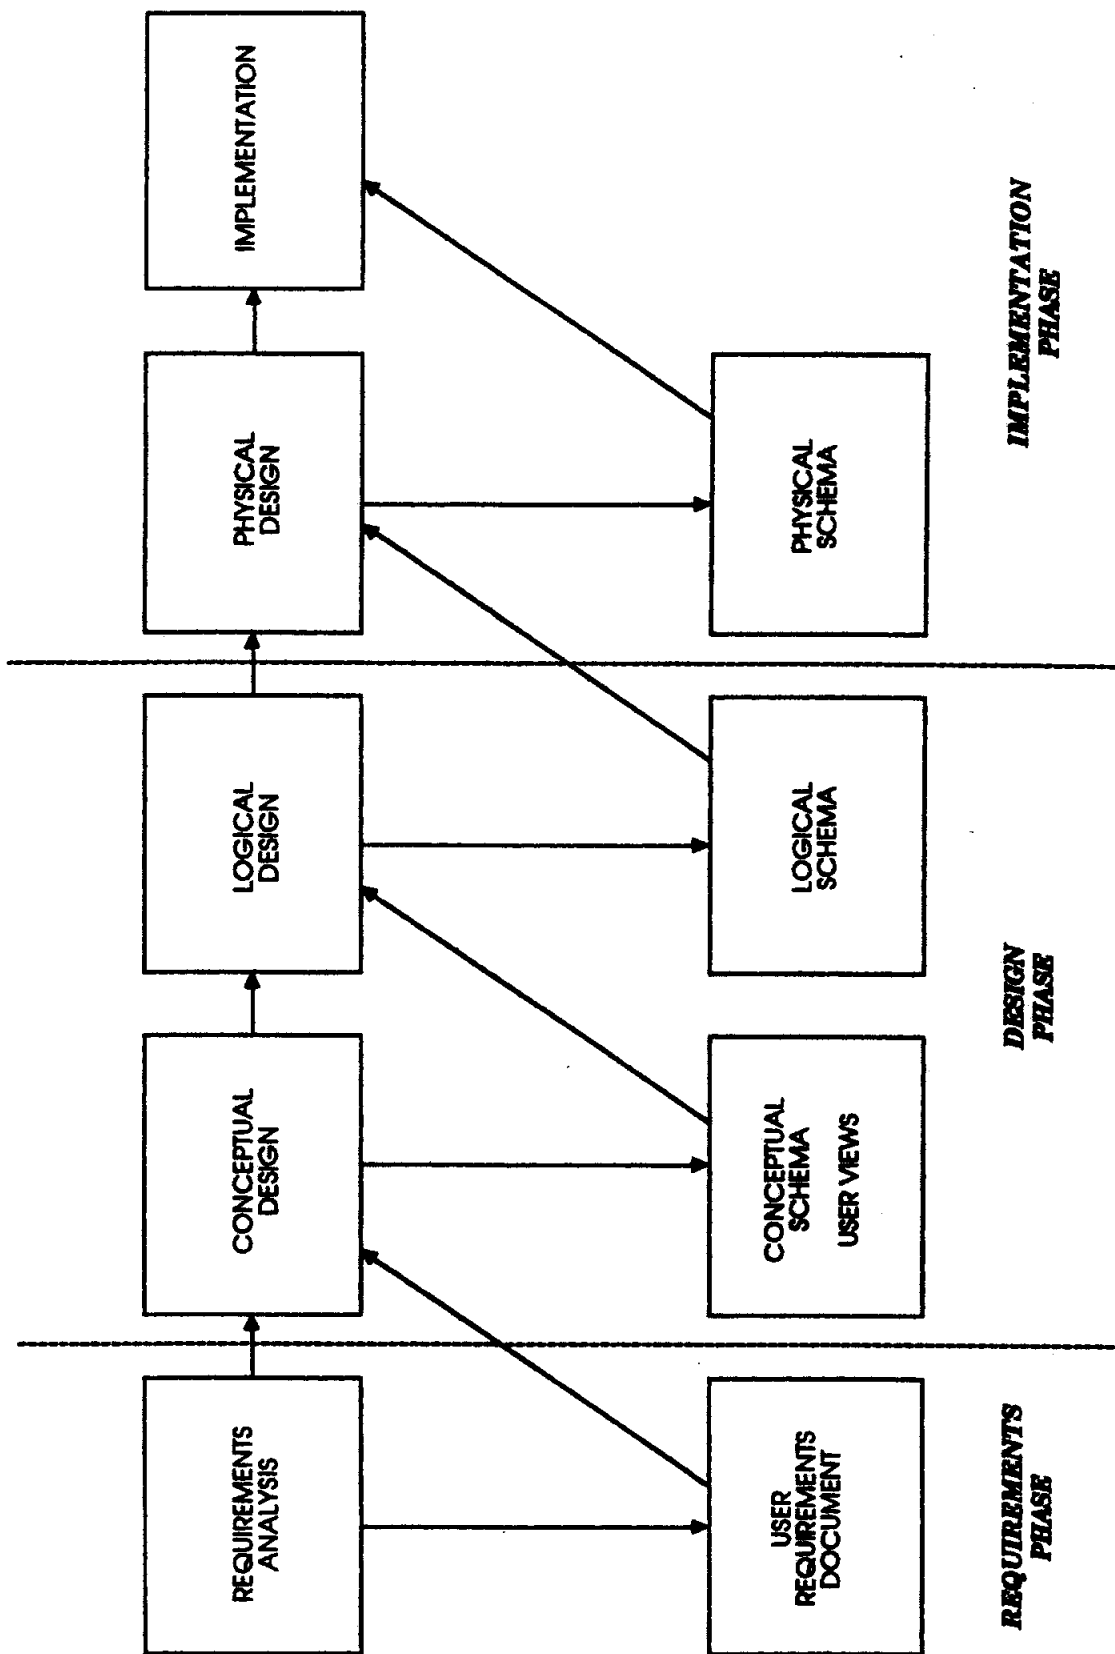 REQUIREMENTS
ANALYSIS
CONCEPTUAL
DESIGN
LOGICAL
DESIGN
PHYSICAL
DESIGN
IMPLEMENTATION
USER
REQUIREMENTS
DOCUMENT
CONCEPTUAL
SCHEMA
USER VIEWS
LOGICAL
SCHEMA
PHYSICAL
SCHEMA
REQUIREMENTS
PHASE
DESIGN
PHASE
IMPLEMENTATION
PHASE